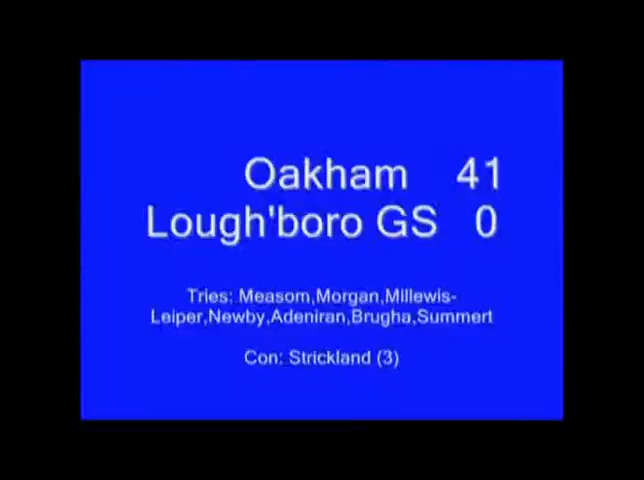 Oakham 41
Lough'boro GS 0
Tries: Measom,Morgan,Millewis-
Leiper,Newby,Adeniran,Brugha,Summert
Con: Strickland (3)